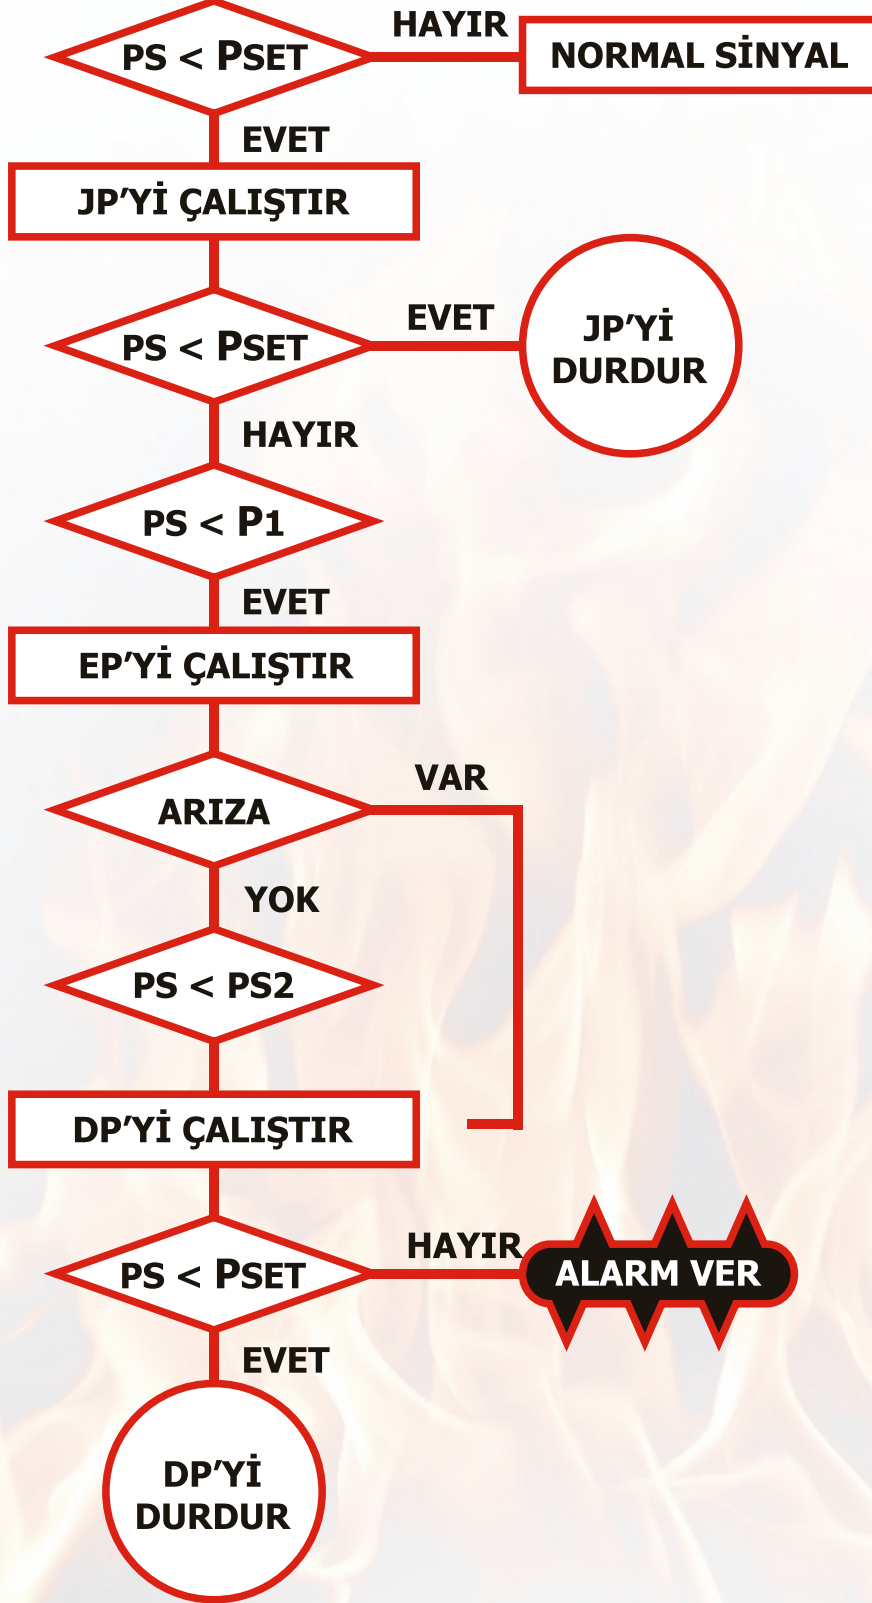 PS < PSET
HAYIR
NORMAL SİNYAL
EVET
JP'Yİ ÇALIŞTIR
PS < PSET
EVET
JP'Yİ
DURDUR
HAYIR
PS < P1
EVET
EP'Yİ ÇALIŞTIR
ARIZA
VAR
YOK
PS < PS2
DP'Yİ ÇALIŞTIR
PS < PSET
HAYIR
ALARM VER
EVET
DP'Yİ
DURDUR